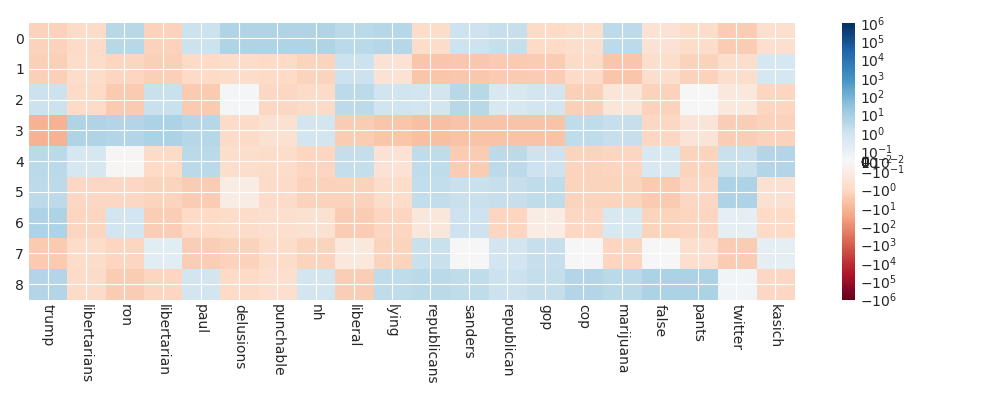 0
1
2
3
4
5
6
7
8
trump
libertarians
ron
libertarian
paul
delusions
punchable
nh
liberal
lying
republicans
sanders
republican
gop
cop
marijuana
false
pants
twitter
kasich
10^6
10^5
10^4
10^3
10^2
10^1
10^0
10^-1
−10^-1
−10^0
−10^1
−10^2
−10^3
−10^4
−10^5
−10^6